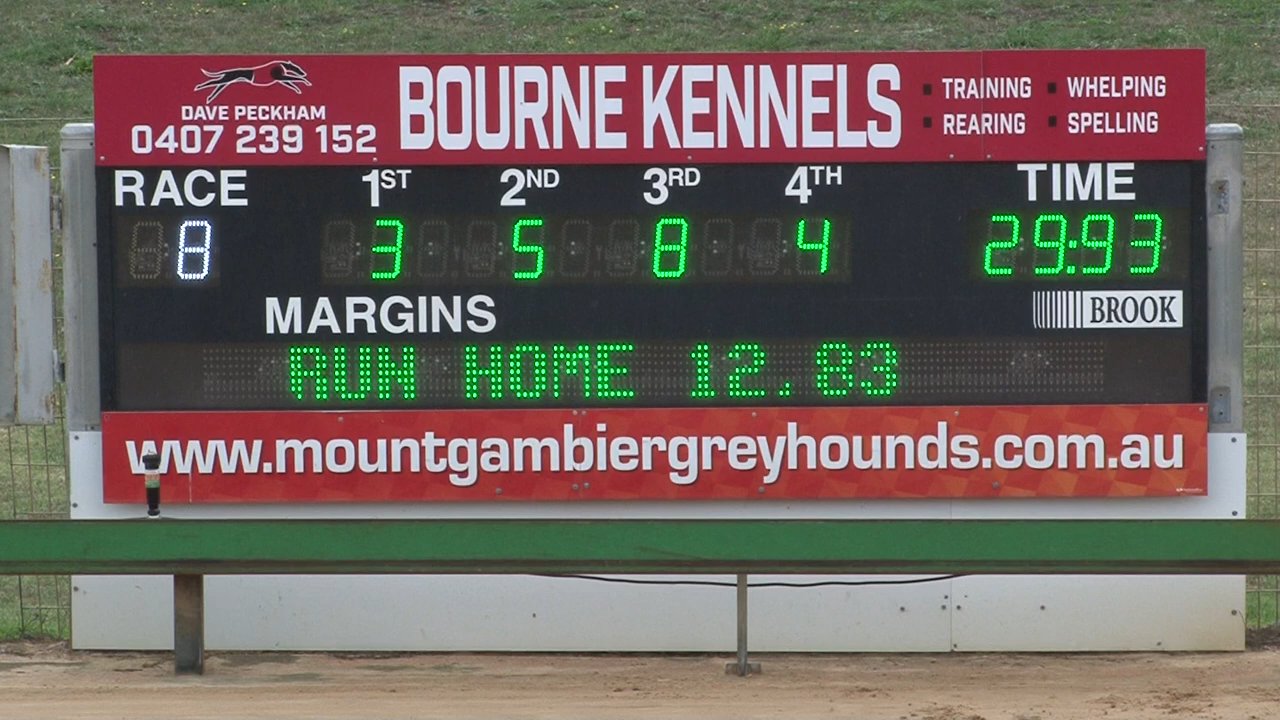 DAVE PECKHAM
0407 239 152
BOURNE KENNELS
TRAINING WHELPING
REARING SPELLING
RACE 1ST 2ND 3RD 4TH TIME
8 3 5 8 4 29:93
MARGINS
BROOK
RUN HOME 12.83
www.mountgambiergreyhounds.com.au